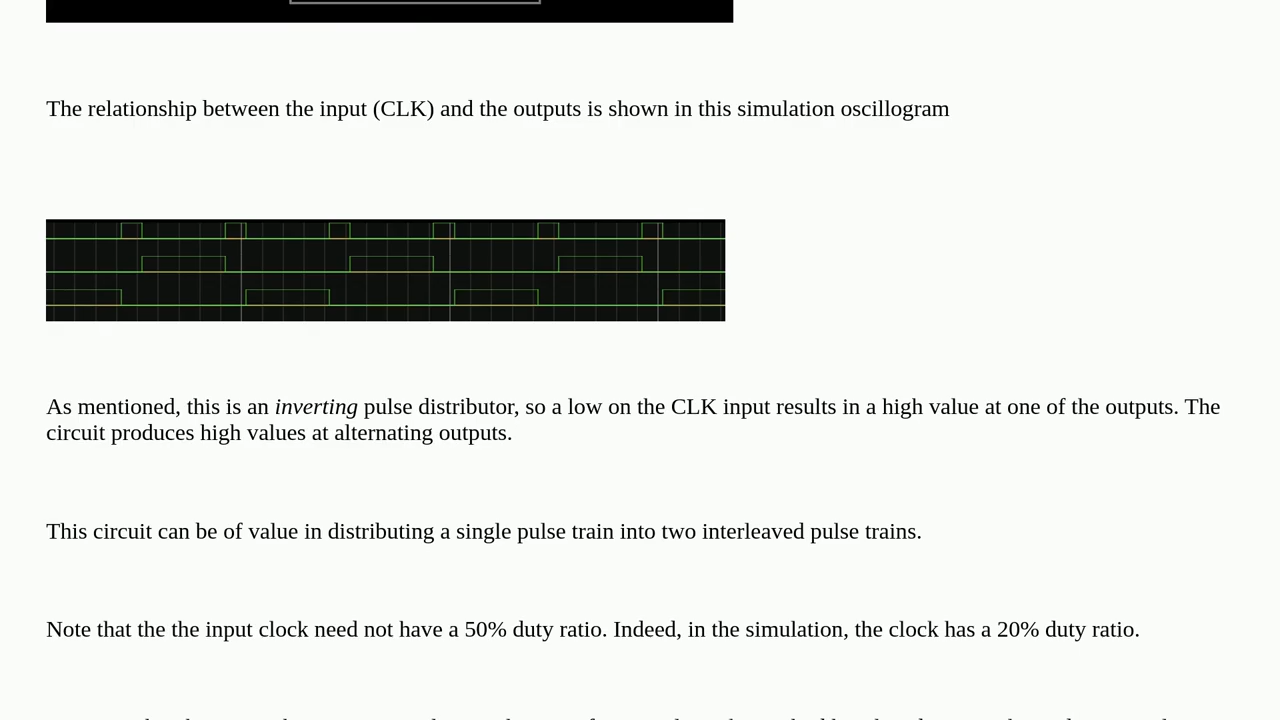 The relationship between the input (CLK) and the outputs is shown in this simulation oscillogram
As mentioned, this is an inverting pulse distributor, so a low on the CLK input results in a high value at one of the outputs. The
circuit produces high values at alternating outputs.
This circuit can be of value in distributing a single pulse train into two interleaved pulse trains.
Note that the the input clock need not have a 50% duty ratio. Indeed, in the simulation, the clock has a 20% duty ratio.